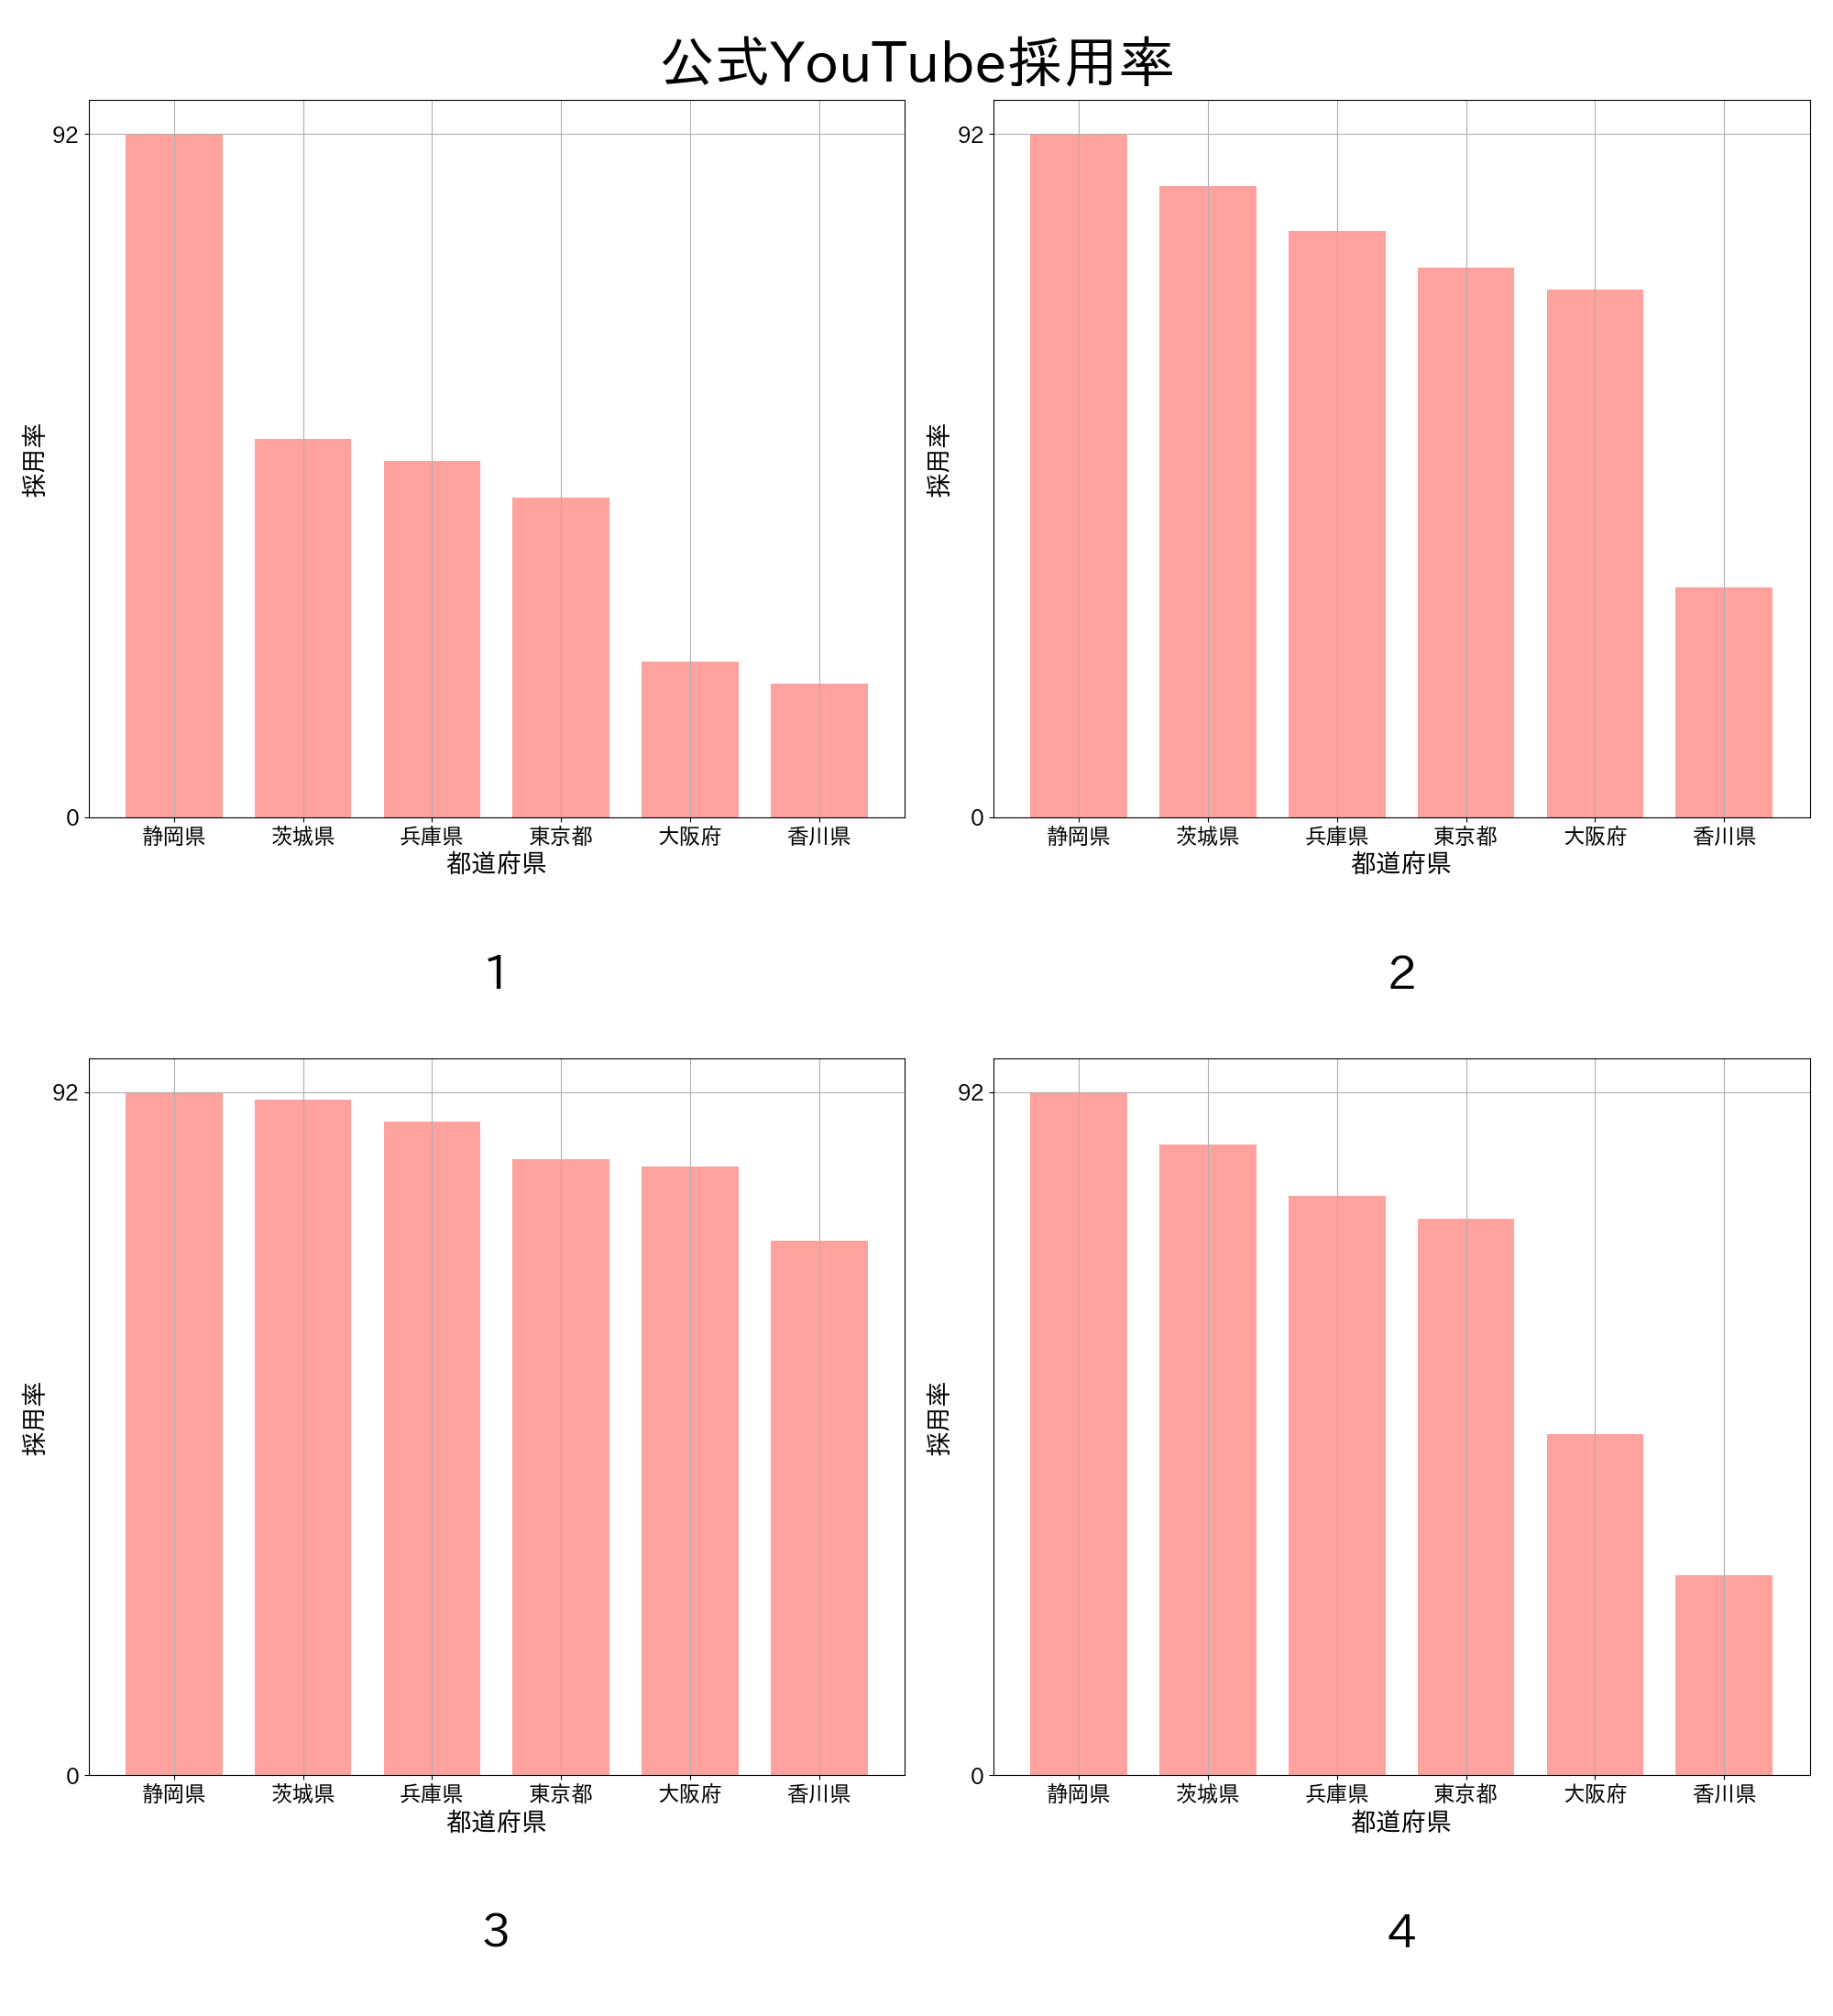 公式YouTube採用率
92
0
採用率
静岡県 茨城県 兵庫県 東京都 大阪府 香川県
都道府県
1
92
0
採用率
静岡県 茨城県 兵庫県 東京都 大阪府 香川県
都道府県
2
92
0
採用率
静岡県 茨城県 兵庫県 東京都 大阪府 香川県
都道府県
3
92
0
採用率
静岡県 茨城県 兵庫県 東京都 大阪府 香川県
都道府県
4